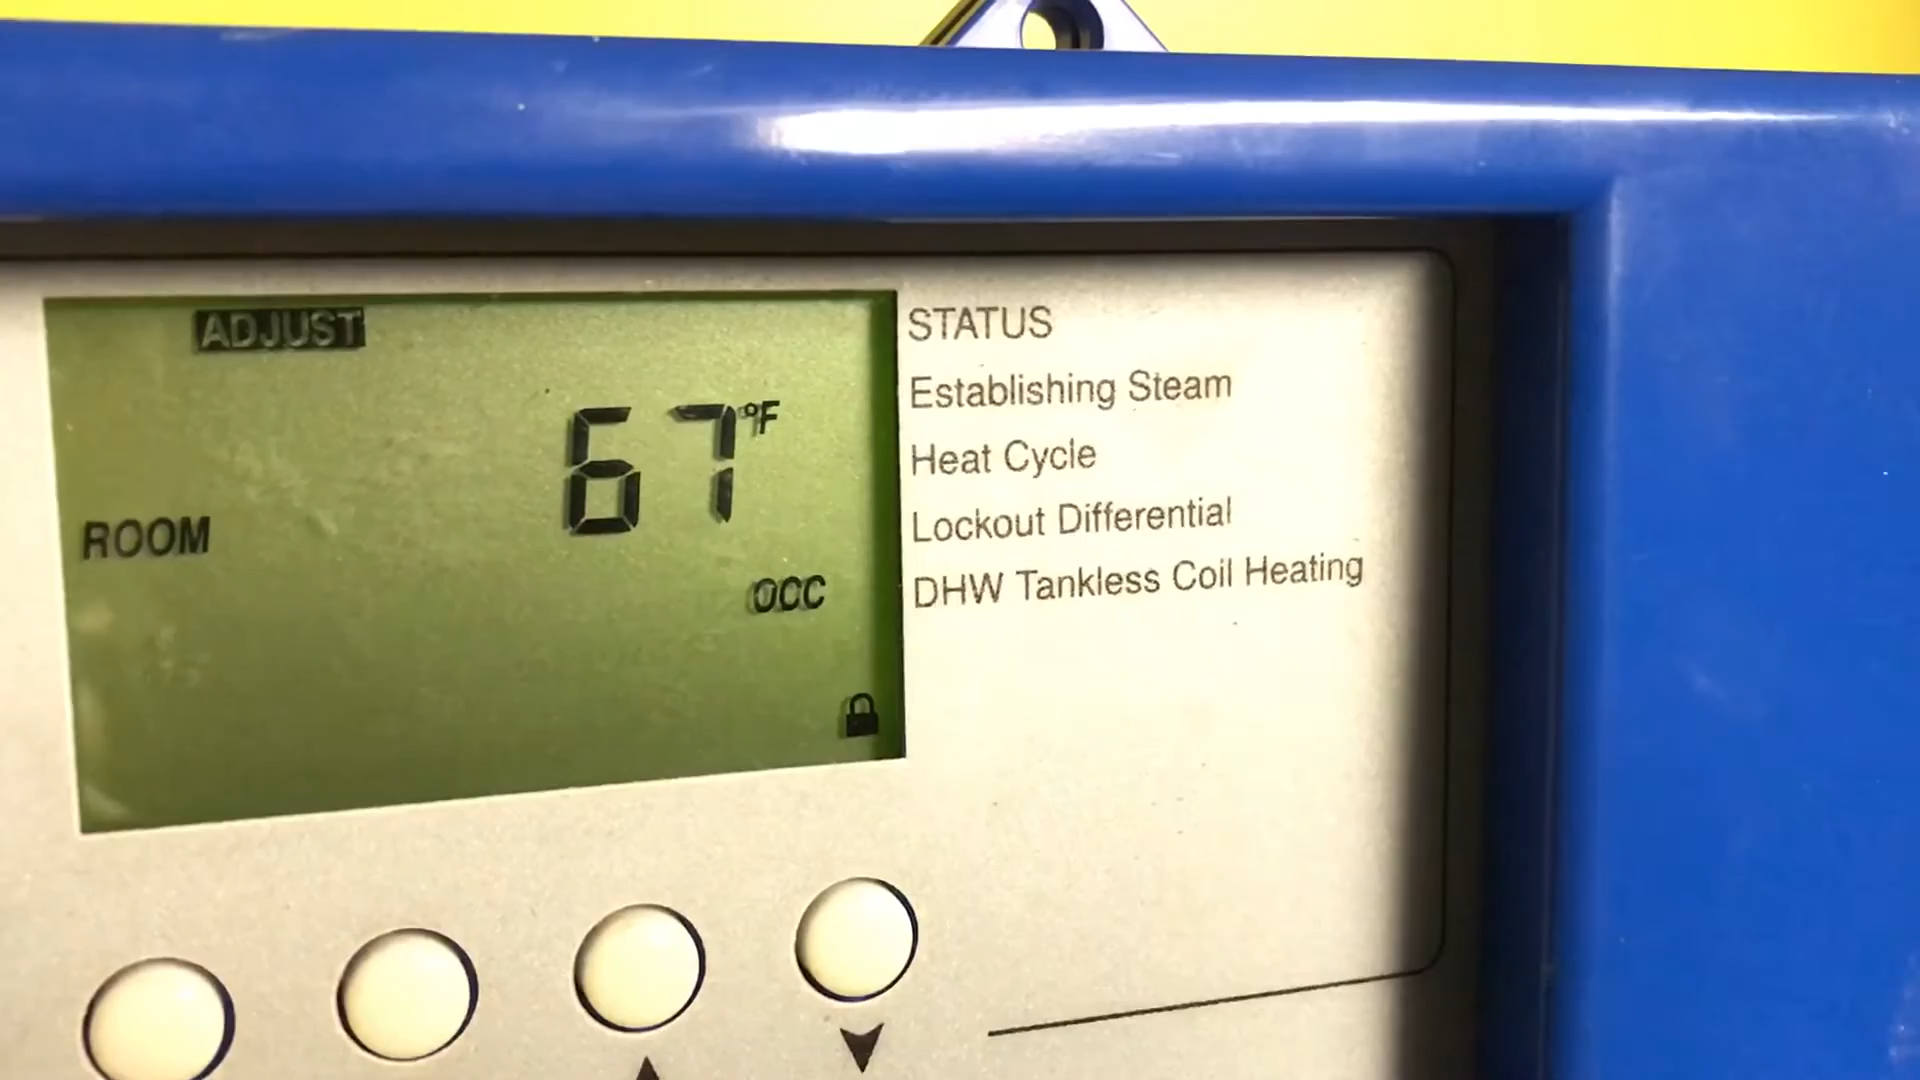 ADJUST
67°F
ROOM
OCC
STATUS
Establishing Steam
Heat Cycle
Lockout Differential
DHW Tankless Coil Heating